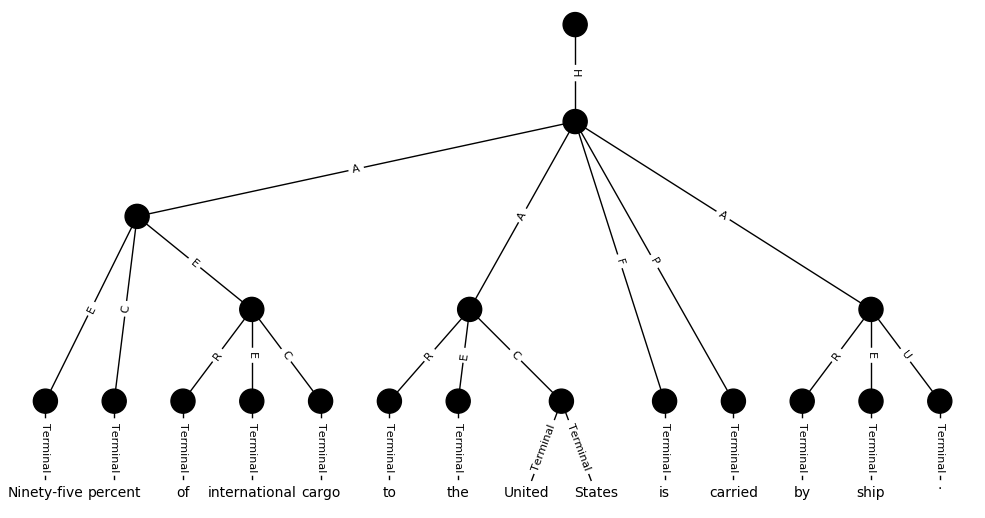 H
A
A
A
E
C
E
F
P
R
E
C
R
E
C
R
E
U
Terminal Terminal Terminal Terminal Terminal Terminal Terminal Terminal Terminal Terminal Terminal Terminal Terminal Terminal
Ninety-five percent of international cargo to the United States is carried by ship .